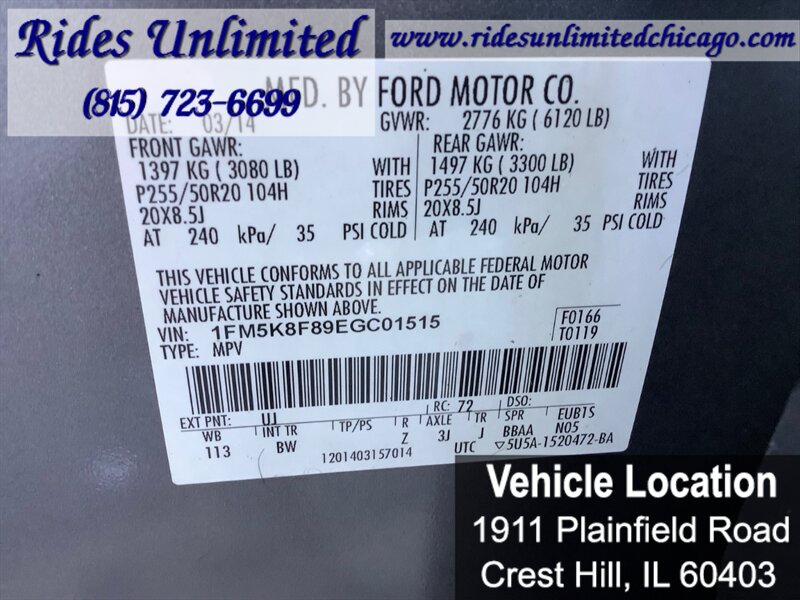 Rides Unlimited
(815) 723-6699
www.ridesunlimitedchicago.com
MFD. BY FORD MOTOR CO.
DATE: 03/14 GVWR: 2776 KG ( 6120 LB)
FRONT GAWR: REAR GAWR:
1397 KG ( 3080 LB) WITH 1497 KG ( 3300 LB) WITH
P255/50R20 104H TIRES P255/50R20 104H TIRES
20X8.5J RIMS 20X8.5J RIMS
AT 240 kPa/ 35 PSI COLD AT 240 kPa/ 35 PSI COLD
THIS VEHICLE CONFORMS TO ALL APPLICABLE FEDERAL MOTOR
VEHICLE SAFETY STANDARDS IN EFFECT ON THE DATE OF
MANUFACTURE SHOWN ABOVE.
VIN: 1FM5K8F89EGC01515 F0166
TYPE: MPV T0119
EXT PNT: UJ RC: 72 DSO:
WB INT TR TP/PS R AXLE TR SPR EUB1S
113 BW Z 3J J BBAA N05
1201403157014 UTC ▽5U5A-1520472-BA
Vehicle Location
1911 Plainfield Road
Crest Hill, IL 60403